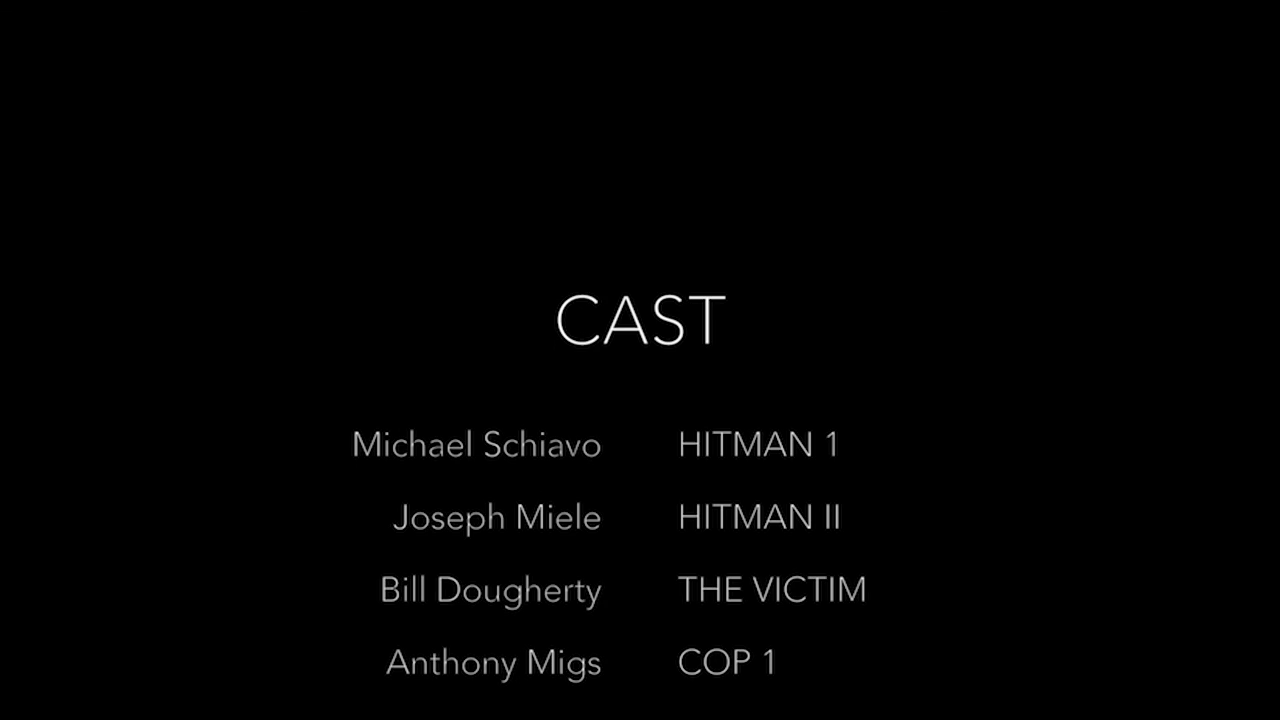 CAST
Michael Schiavo HITMAN 1
Joseph Miele HITMAN II
Bill Dougherty THE VICTIM
Anthony Migs COP 1